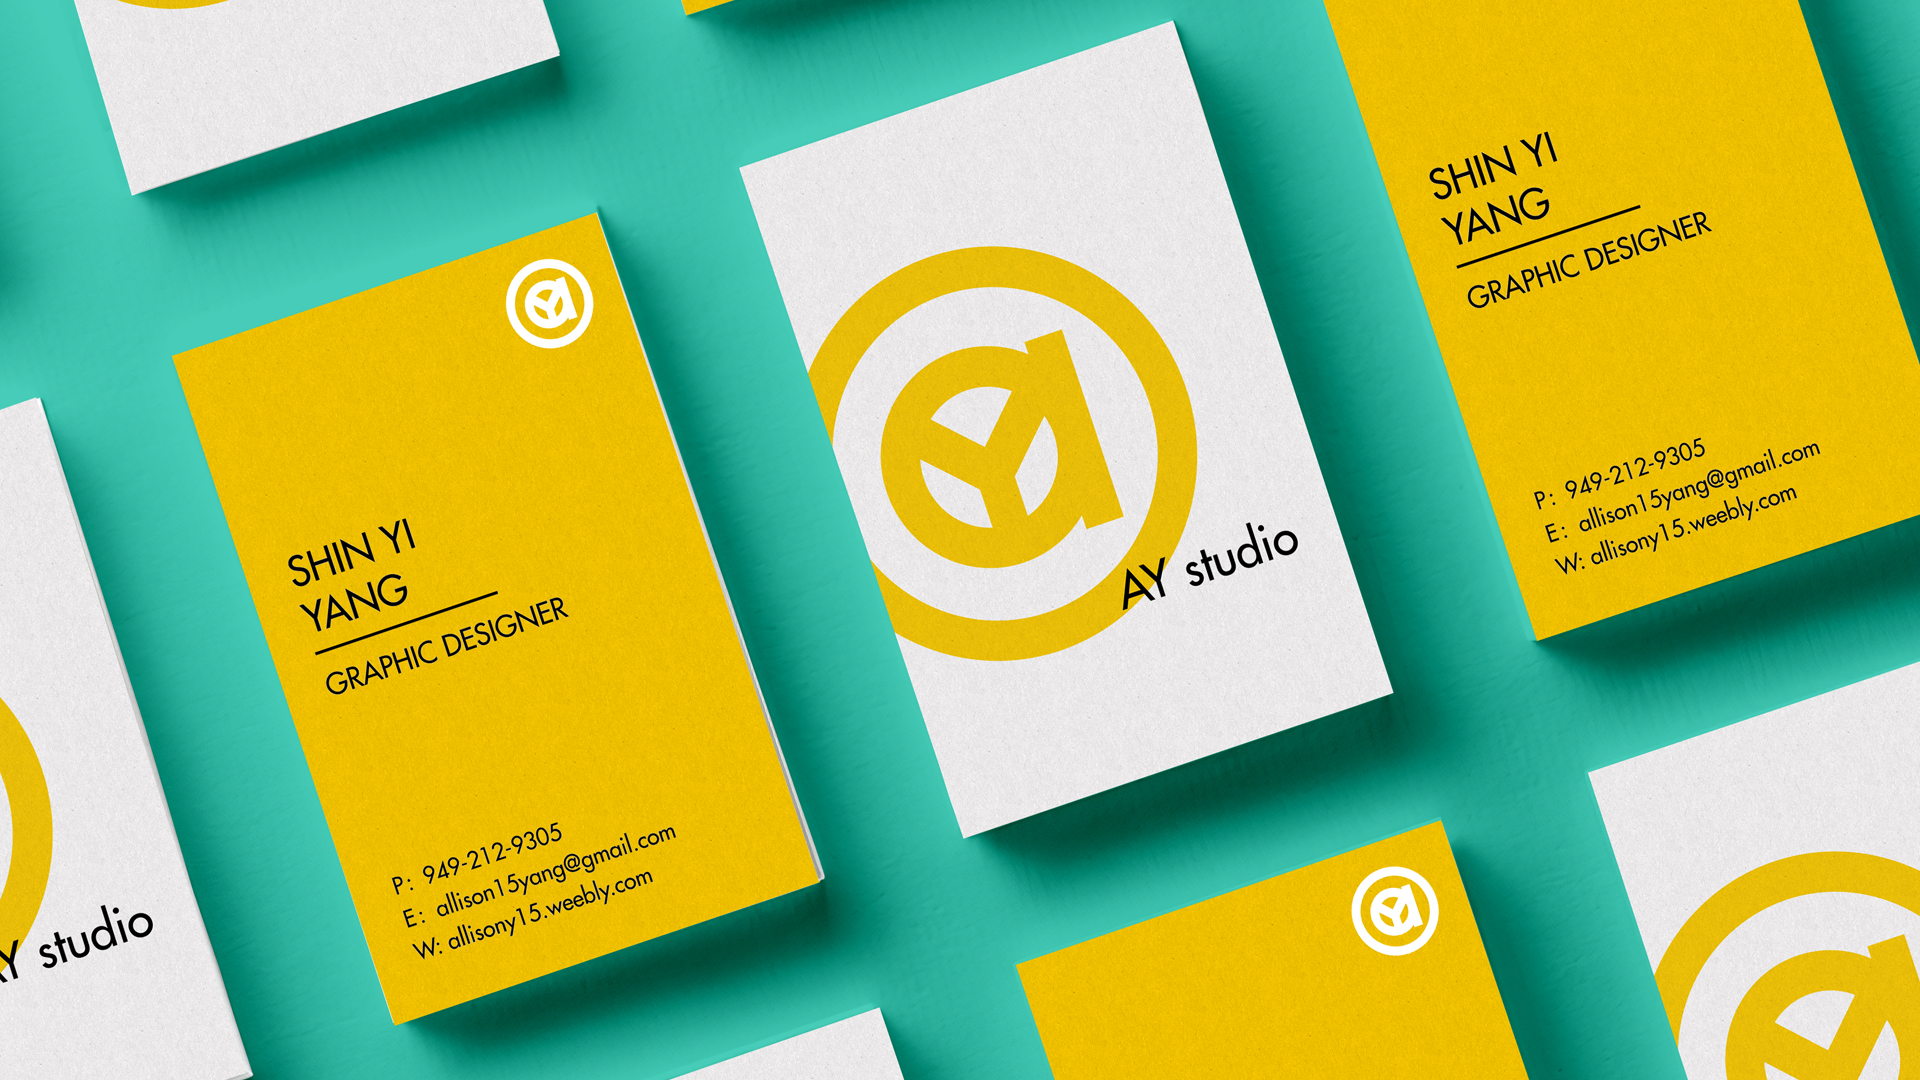 SHIN YI
YANG
GRAPHIC DESIGNER
P: 949-212-9305
E: allison15yang@gmail.com
W: allisony15.weebly.com
AY studio
SHIN YI
YANG
GRAPHIC DESIGNER
P: 949-212-9305
E: allison15yang@gmail.com
W: allisony15.weebly.com
AY studio